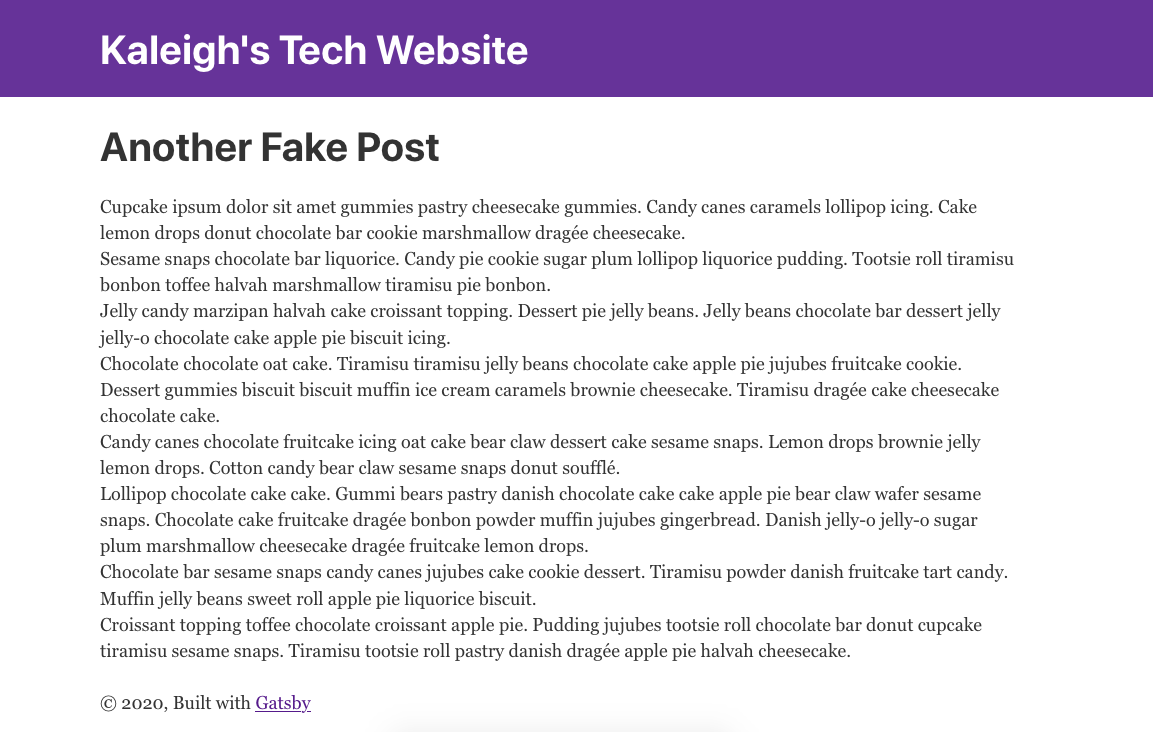 Kaleigh's Tech Website
Another Fake Post
Cupcake ipsum dolor sit amet gummies pastry cheesecake gummies. Candy canes caramels lollipop icing. Cake
lemon drops donut chocolate bar cookie marshmallow dragée cheesecake.
Sesame snaps chocolate bar liquorice. Candy pie cookie sugar plum lollipop liquorice pudding. Tootsie roll tiramisu
bonbon toffee halvah marshmallow tiramisu pie bonbon.
Jelly candy marzipan halvah cake croissant topping. Dessert pie jelly beans. Jelly beans chocolate bar dessert jelly
jelly-o chocolate cake apple pie biscuit icing.
Chocolate chocolate oat cake. Tiramisu tiramisu jelly beans chocolate cake apple pie jujubes fruitcake cookie.
Dessert gummies biscuit biscuit muffin ice cream caramels brownie cheesecake. Tiramisu dragée cake cheesecake
chocolate cake.
Candy canes chocolate fruitcake icing oat cake bear claw dessert cake sesame snaps. Lemon drops brownie jelly
lemon drops. Cotton candy bear claw sesame snaps donut soufflé.
Lollipop chocolate cake cake. Gummi bears pastry danish chocolate cake cake apple pie bear claw wafer sesame
snaps. Chocolate cake fruitcake dragée bonbon powder muffin jujubes gingerbread. Danish jelly-o jelly-o sugar
plum marshmallow cheesecake dragée fruitcake lemon drops.
Chocolate bar sesame snaps candy canes jujubes cake cookie dessert. Tiramisu powder danish fruitcake tart candy.
Muffin jelly beans sweet roll apple pie liquorice biscuit.
Croissant topping toffee chocolate croissant apple pie. Pudding jujubes tootsie roll chocolate bar donut cupcake
tiramisu sesame snaps. Tiramisu tootsie roll pastry danish dragée apple pie halvah cheesecake.
© 2020, Built with Gatsby